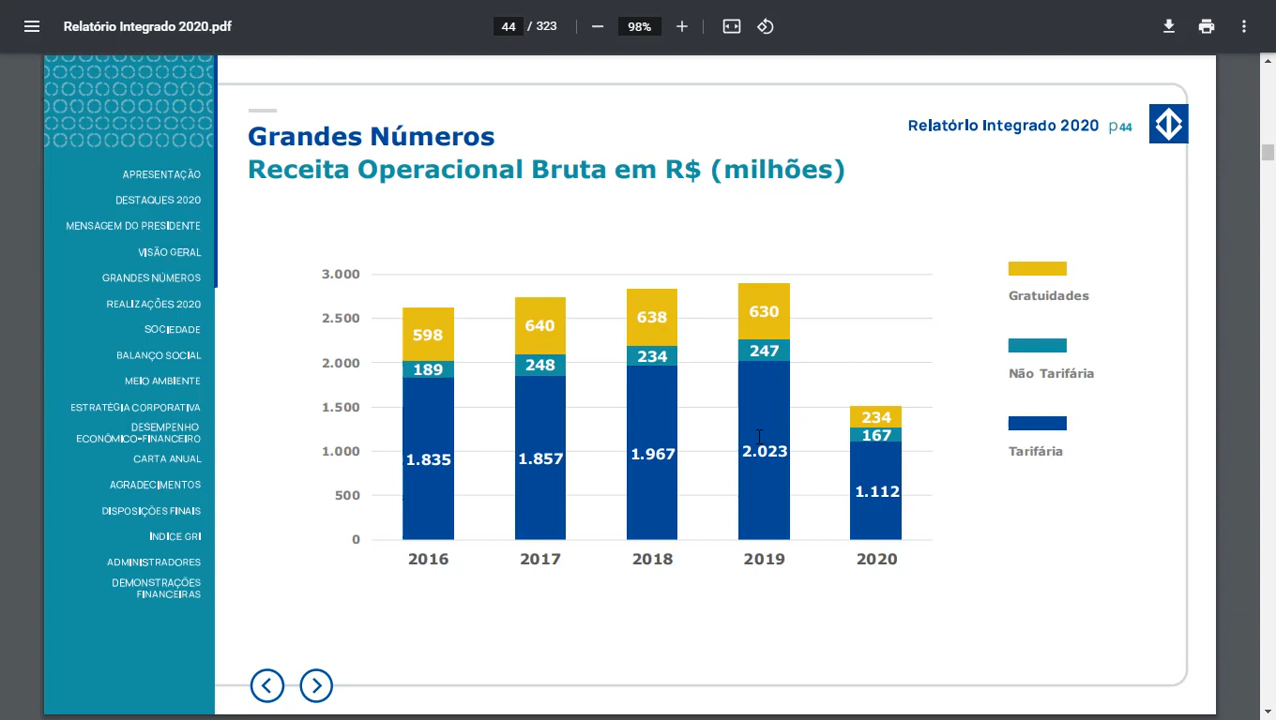 Relatório Integrado 2020.pdf
44 / 323
98%
APRESENTAÇÃO
DESTAQUES 2020
MENSAGEM DO PRESIDENTE
VISÃO GERAL
GRANDES NÚMEROS
REALIZAÇÕES 2020
SOCIEDADE
BALANÇO SOCIAL
MEIO AMBIENTE
ESTRATÉGIA CORPORATIVA
DESEMPENHO
ECONÔMICO-FINANCEIRO
CARTA ANUAL
AGRADECIMENTOS
DISPOSIÇÕES FINAIS
ÍNDICE GRI
ADMINISTRADORES
DEMONSTRAÇÕES
FINANCEIRAS
Relatório Integrado 2020 p44
Grandes Números
Receita Operacional Bruta em R$ (milhões)
3.000
2.500
2.000
1.500
1.000
500
0
598
189
1.835
2016
640
248
1.857
2017
638
234
1.967
2018
630
247
2.023
2019
234
167
1.112
2020
Gratuidades
Não Tarifária
Tarifária